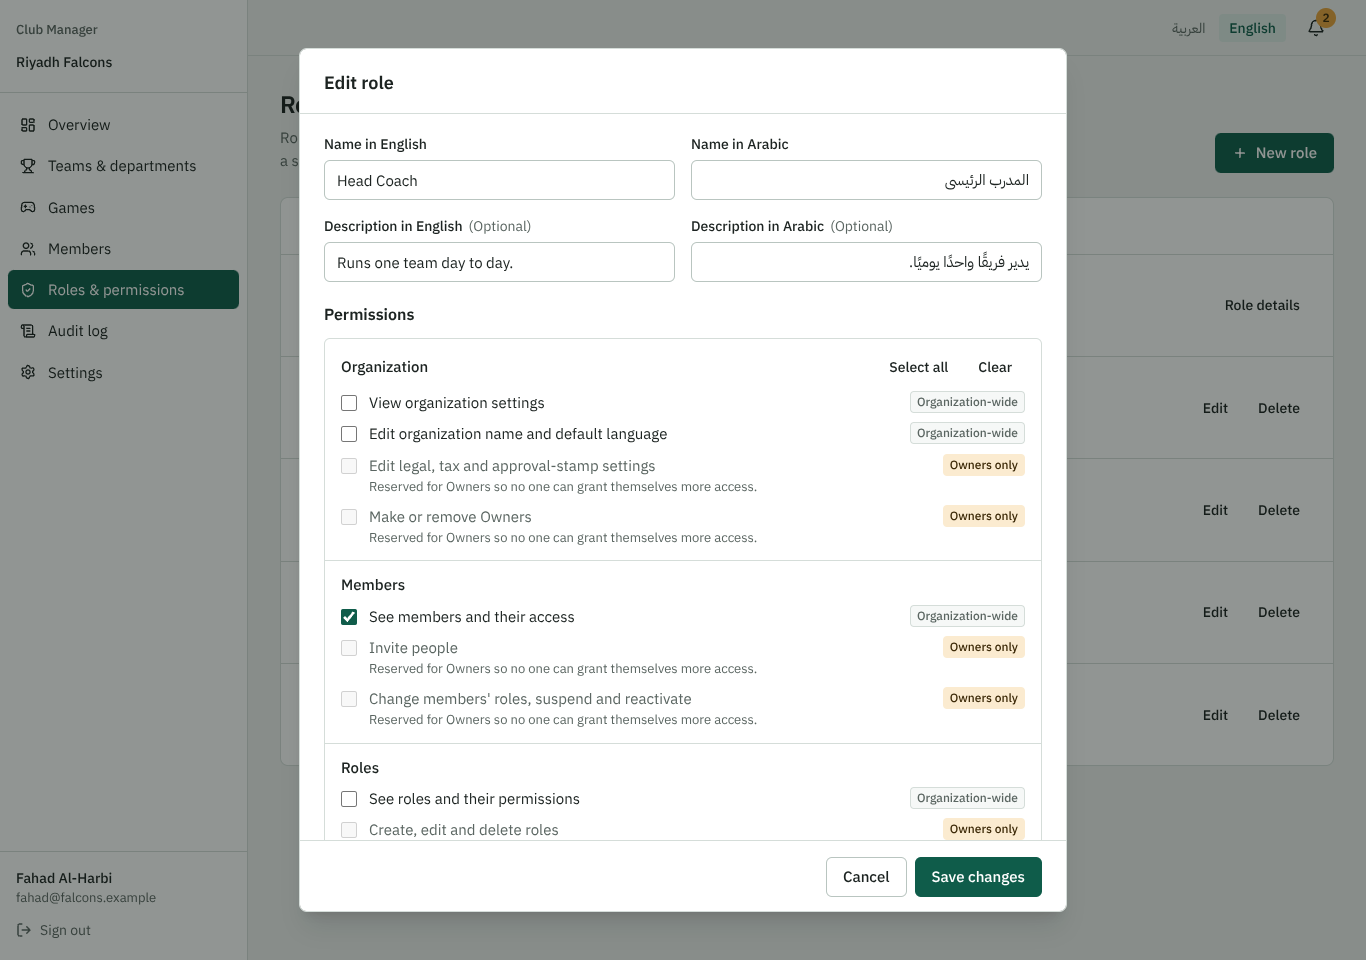 Club Manager
Riyadh Falcons
Overview
Teams & departments
Games
Members
Roles & permissions
Audit log
Settings
Fahad Al-Harbi
fahad@falcons.example
Sign out
العربية
English
2
New role
Role details
Edit Delete
Edit Delete
Edit Delete
Edit Delete
Edit role
Name in English
Head Coach
Name in Arabic
المدرب الرئيسي
Description in English (Optional)
Runs one team day to day.
Description in Arabic (Optional)
يدير فريقًا واحدًا يوميًا.
Permissions
Organization Select all Clear
View organization settings Organization-wide
Edit organization name and default language Organization-wide
Edit legal, tax and approval-stamp settings Owners only
Reserved for Owners so no one can grant themselves more access.
Make or remove Owners Owners only
Reserved for Owners so no one can grant themselves more access.
Members
See members and their access Organization-wide
Invite people Owners only
Reserved for Owners so no one can grant themselves more access.
Change members' roles, suspend and reactivate Owners only
Reserved for Owners so no one can grant themselves more access.
Roles
See roles and their permissions Organization-wide
Create, edit and delete roles Owners only
Cancel Save changes